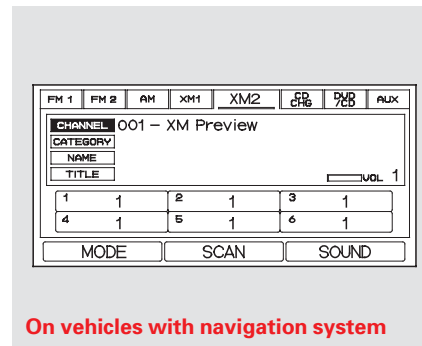 FM 1 FM 2 AM XM1 XM2 CD CHG DVD /CD AUX
CHANNEL 001 – XM Preview
CATEGORY
NAME
TITLE VOL 1
1 1 2 1 3 1
4 1 5 1 6 1
MODE SCAN SOUND
On vehicles with navigation system